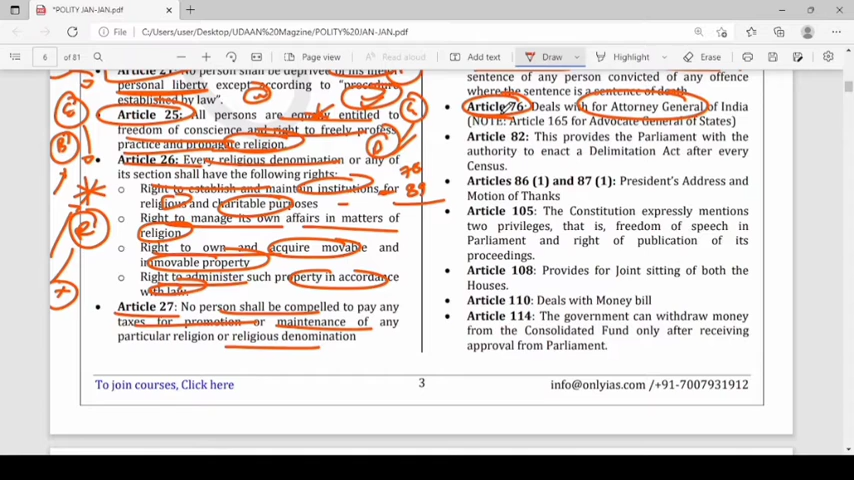 *POLITY JAN-JAN.pdf
File
C:/Users/user/Desktop/UDAAN%20Magzine/POLITY%20JAN-JAN.pdf
6 of 81
Page view
Read aloud
Add text
Draw
Highlight
Erase
Article 21: No person shall be deprived of his life or
personal liberty except according to "procedure
established by law".
Article 25: All persons are equally entitled to
freedom of conscience and right to freely profess,
practice and propagate religion
Article 26: Every religious denomination or any of
its section shall have the following rights:
Right to establish and maintain institutions for
religious and charitable purposes
Right to manage its own affairs in matters of
religion
Right to own and acquire movable and
immovable property
Right to administer such property in accordance
with law.
Article 27: No person shall be compelled to pay any
taxes for promotion or maintenance of any
particular religion or religious denomination
76
sentence of any person convicted of any offence
where the sentence is a sentence of death
Article 76: Deals with for Attorney General of India
(NOTE: Article 165 for Advocate General of States)
Article 82: This provides the Parliament with the
authority to enact a Delimitation Act after every
Census.
Articles 86 (1) and 87 (1): President's Address and
Motion of Thanks
Article 105: The Constitution expressly mentions
two privileges, that is, freedom of speech in
Parliament and right of publication of its
proceedings.
Article 108: Provides for Joint sitting of both the
Houses.
Article 110: Deals with Money bill
Article 114: The government can withdraw money
from the Consolidated Fund only after receiving
approval from Parliament.
To join courses, Click here
3
info@onlyias.com /+91-7007931912